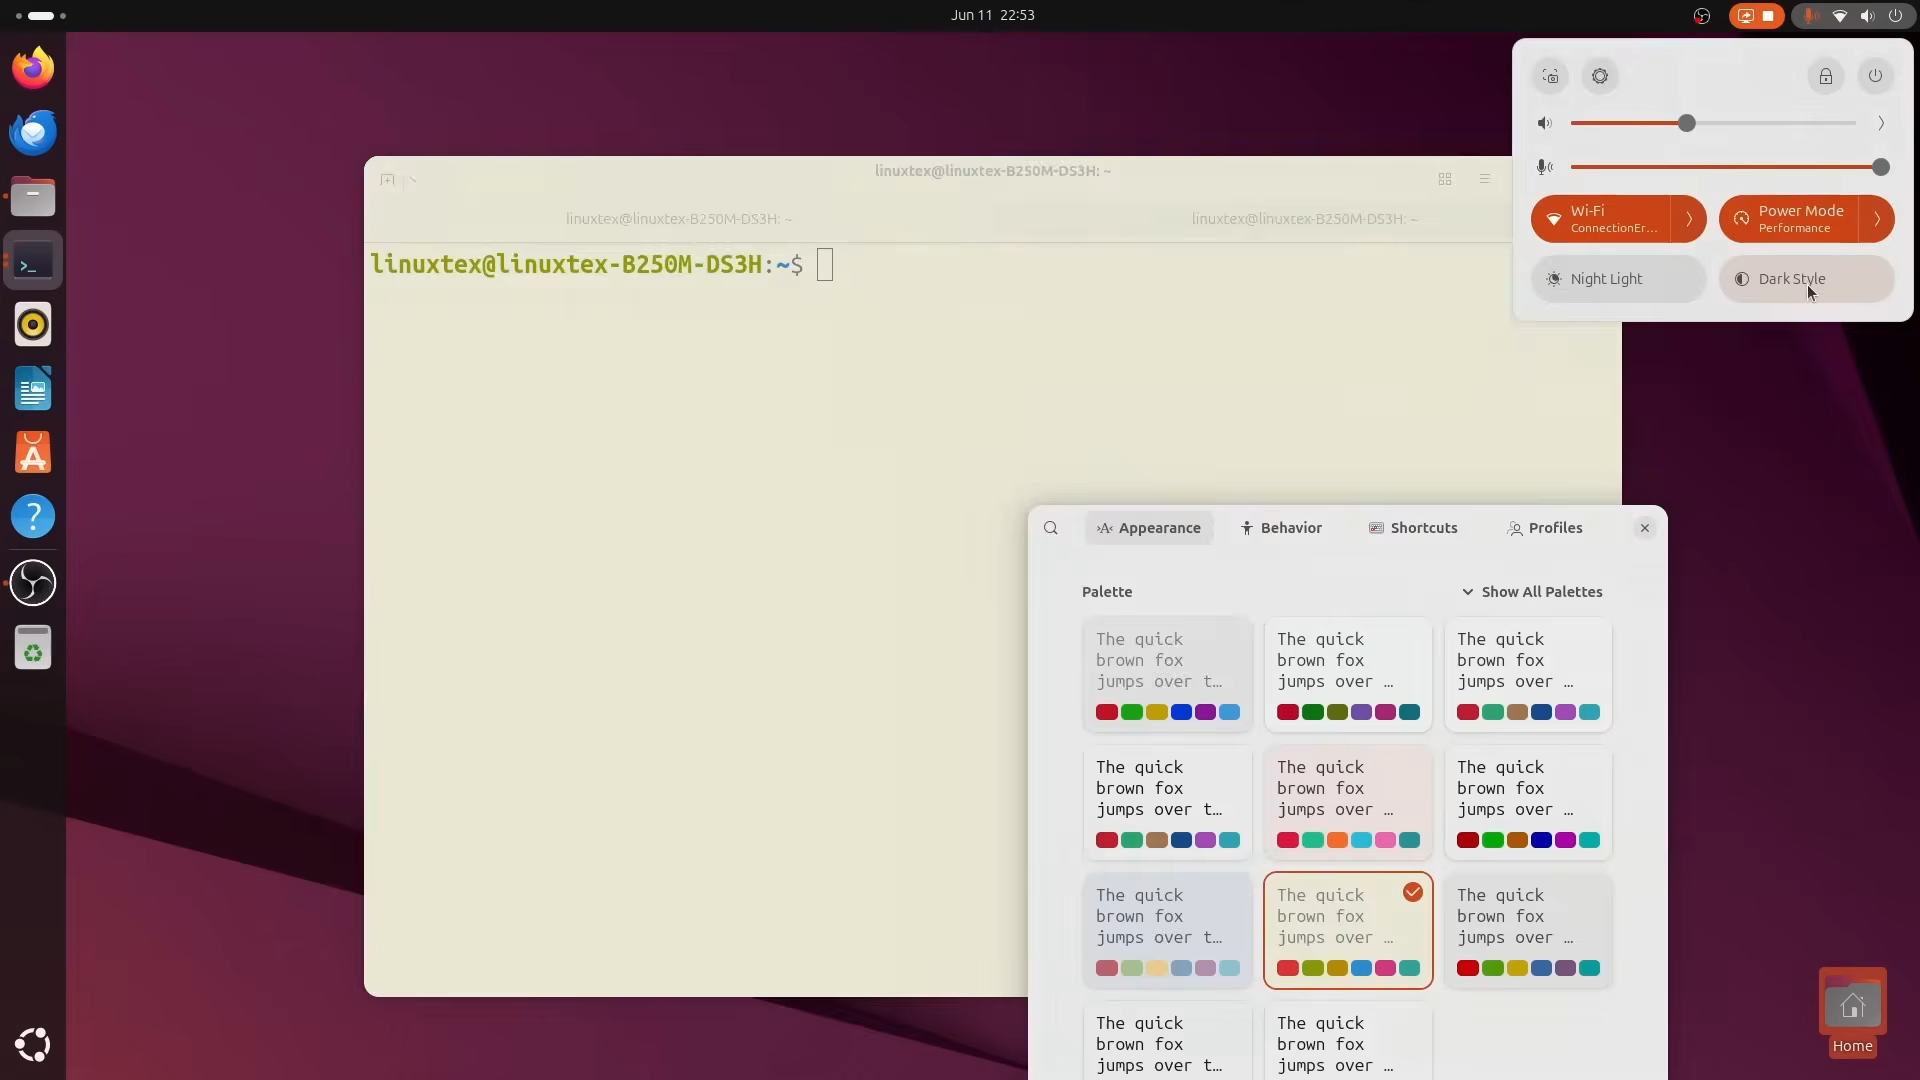 Jun 11 22:53
linuxtex@linuxtex-B250M-DS3H: ~
linuxtex@linuxtex-B250M-DS3H: ~
linuxtex@linuxtex-B250M-DS3H: ~
linuxtex@linuxtex-B250M-DS3H:~$
Wi-Fi
ConnectionEr...
Power Mode
Performance
Night Light
Dark Style
Appearance
Behavior
Shortcuts
Profiles
Palette
Show All Palettes
The quick
brown fox
jumps over t...
The quick
brown fox
jumps over ...
The quick
brown fox
jumps over ...
The quick
brown fox
jumps over t...
The quick
brown fox
jumps over ...
The quick
brown fox
jumps over ...
The quick
brown fox
jumps over t...
The quick
brown fox
jumps over ...
The quick
brown fox
jumps over ...
The quick
brown fox
jumps over t...
The quick
brown fox
jumps over ...
Home